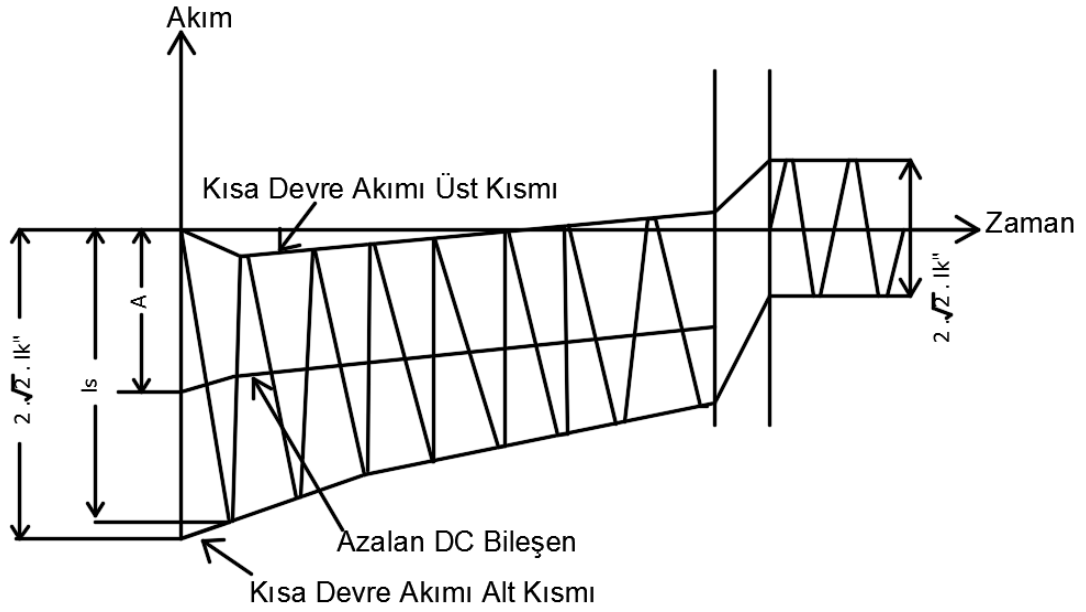 Akım
Kısa Devre Akımı Üst Kısmı
Zaman
A
Is
2 . √2 . Ik"
2 . √2 . Ik"
Azalan DC Bileşen
Kısa Devre Akımı Alt Kısmı